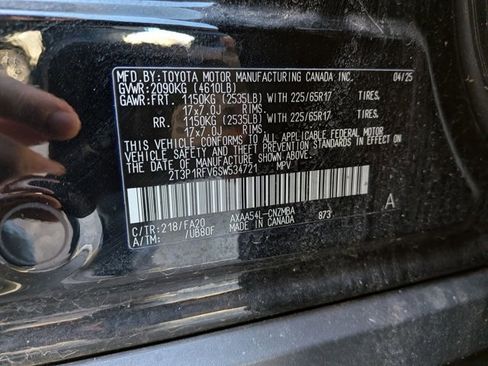 MFD.BY:TOYOTA MOTOR MANUFACTURING CANADA, INC. 04/25
GVWR:2090KG (4610LB)
GAWR:FRT. 1150KG (2535LB) WITH 225/65R17 TIRES,
17x7.0J RIMS,
RR. 1150KG (2535LB) WITH 225/65R17 TIRES,
17x7.0J RIMS,
THIS VEHICLE CONFORMS TO ALL APPLICABLE FEDERAL MOTOR
VEHICLE SAFETY, BUMPER, AND THEFT PREVENTION STANDARDS
IN EFFECT ON THE DATE OF MANUFACTURE SHOWN ABOVE.
2T3P1RFV6SW534721 MPV
C/TR:218/FA20 AXAA54L-CNZMBA 873 A
A/TM: /UB80F MADE IN CANADA